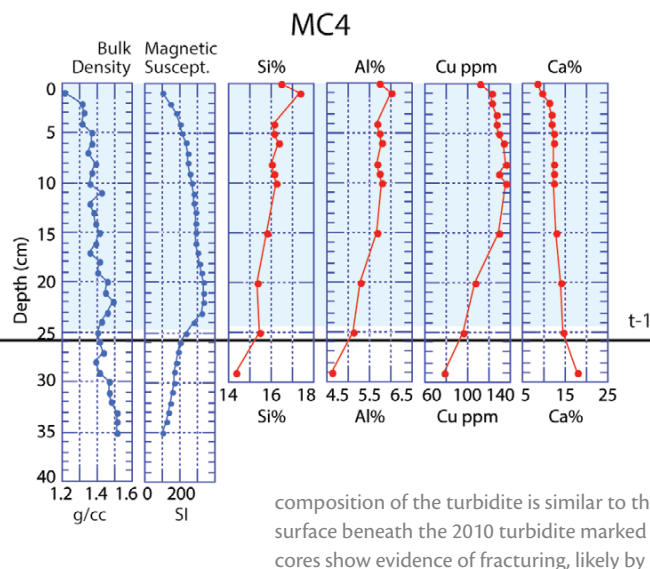 MC4
Bulk Density
Magnetic Suscept.
Si%
Al%
Cu ppm
Ca%
Depth (cm)
0
5
10
15
20
25
30
35
40
t-1
1.2 1.4 1.6
g/cc
0 200
SI
14 16 18
Si%
4.5 5.5 6.5
Al%
60 100 140
Cu ppm
5 15 25
Ca%
composition of the turbidite is similar to th
surface beneath the 2010 turbidite marked
cores show evidence of fracturing, likely by